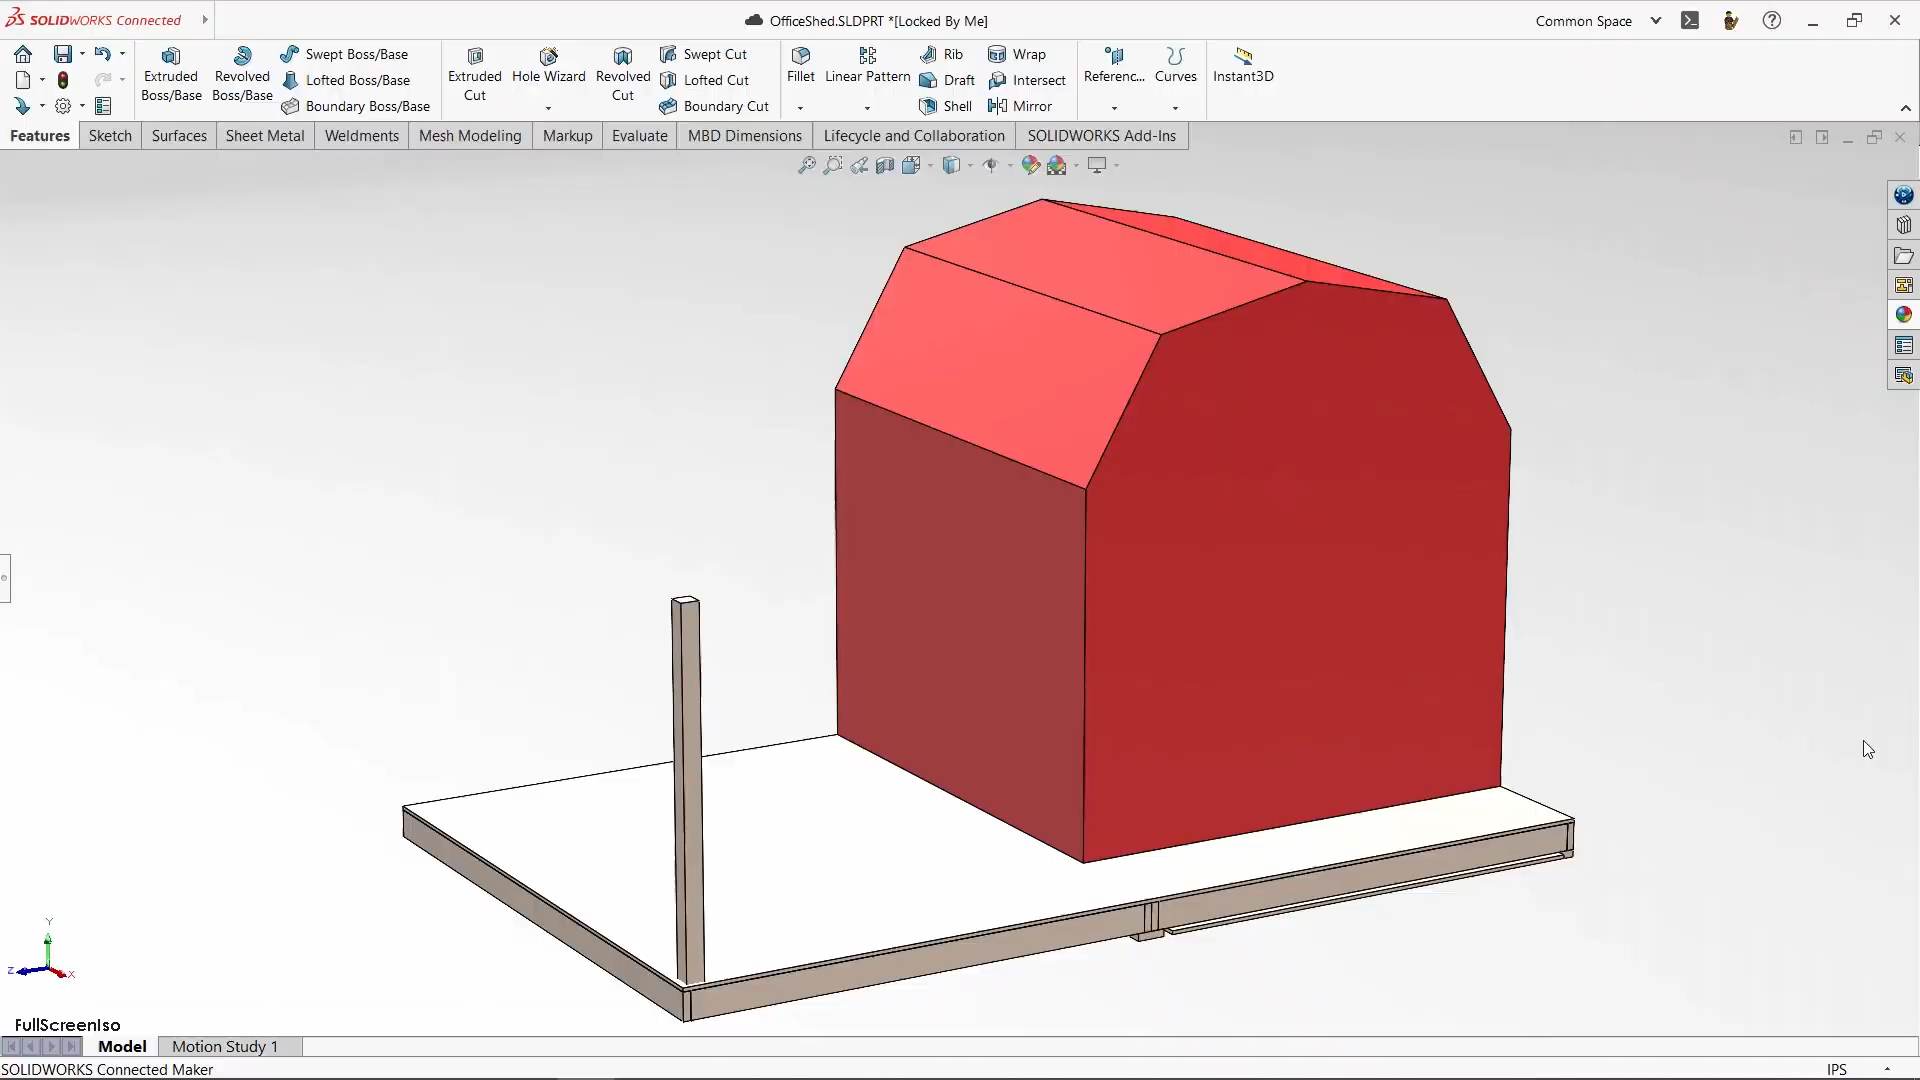 SOLIDWORKS Connected
OfficeShed.SLDPRT *[Locked By Me]
Common Space
Extruded Boss/Base
Revolved Boss/Base
Swept Boss/Base
Lofted Boss/Base
Boundary Boss/Base
Extruded Cut
Hole Wizard
Revolved Cut
Swept Cut
Lofted Cut
Boundary Cut
Fillet
Linear Pattern
Rib
Draft
Shell
Wrap
Intersect
Mirror
Referenc...
Curves
Instant3D
Features
Sketch
Surfaces
Sheet Metal
Weldments
Mesh Modeling
Markup
Evaluate
MBD Dimensions
Lifecycle and Collaboration
SOLIDWORKS Add-Ins
Y
Z
X
FullScreenIso
Model
Motion Study 1
SOLIDWORKS Connected Maker
IPS